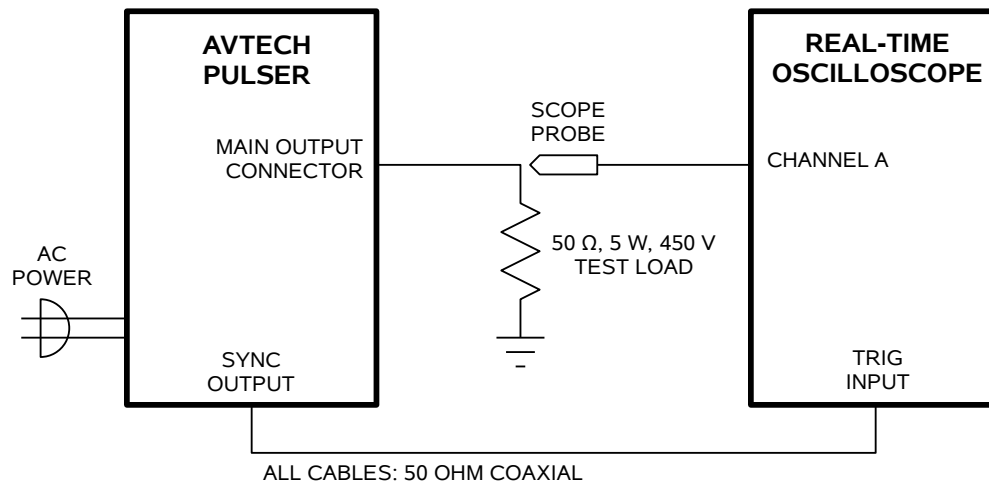 AVTECH
PULSER
MAIN OUTPUT
CONNECTOR
AC
POWER
SYNC
OUTPUT
SCOPE
PROBE
50 Ω, 5 W, 450 V
TEST LOAD
REAL-TIME
OSCILLOSCOPE
CHANNEL A
TRIG
INPUT
ALL CABLES: 50 OHM COAXIAL